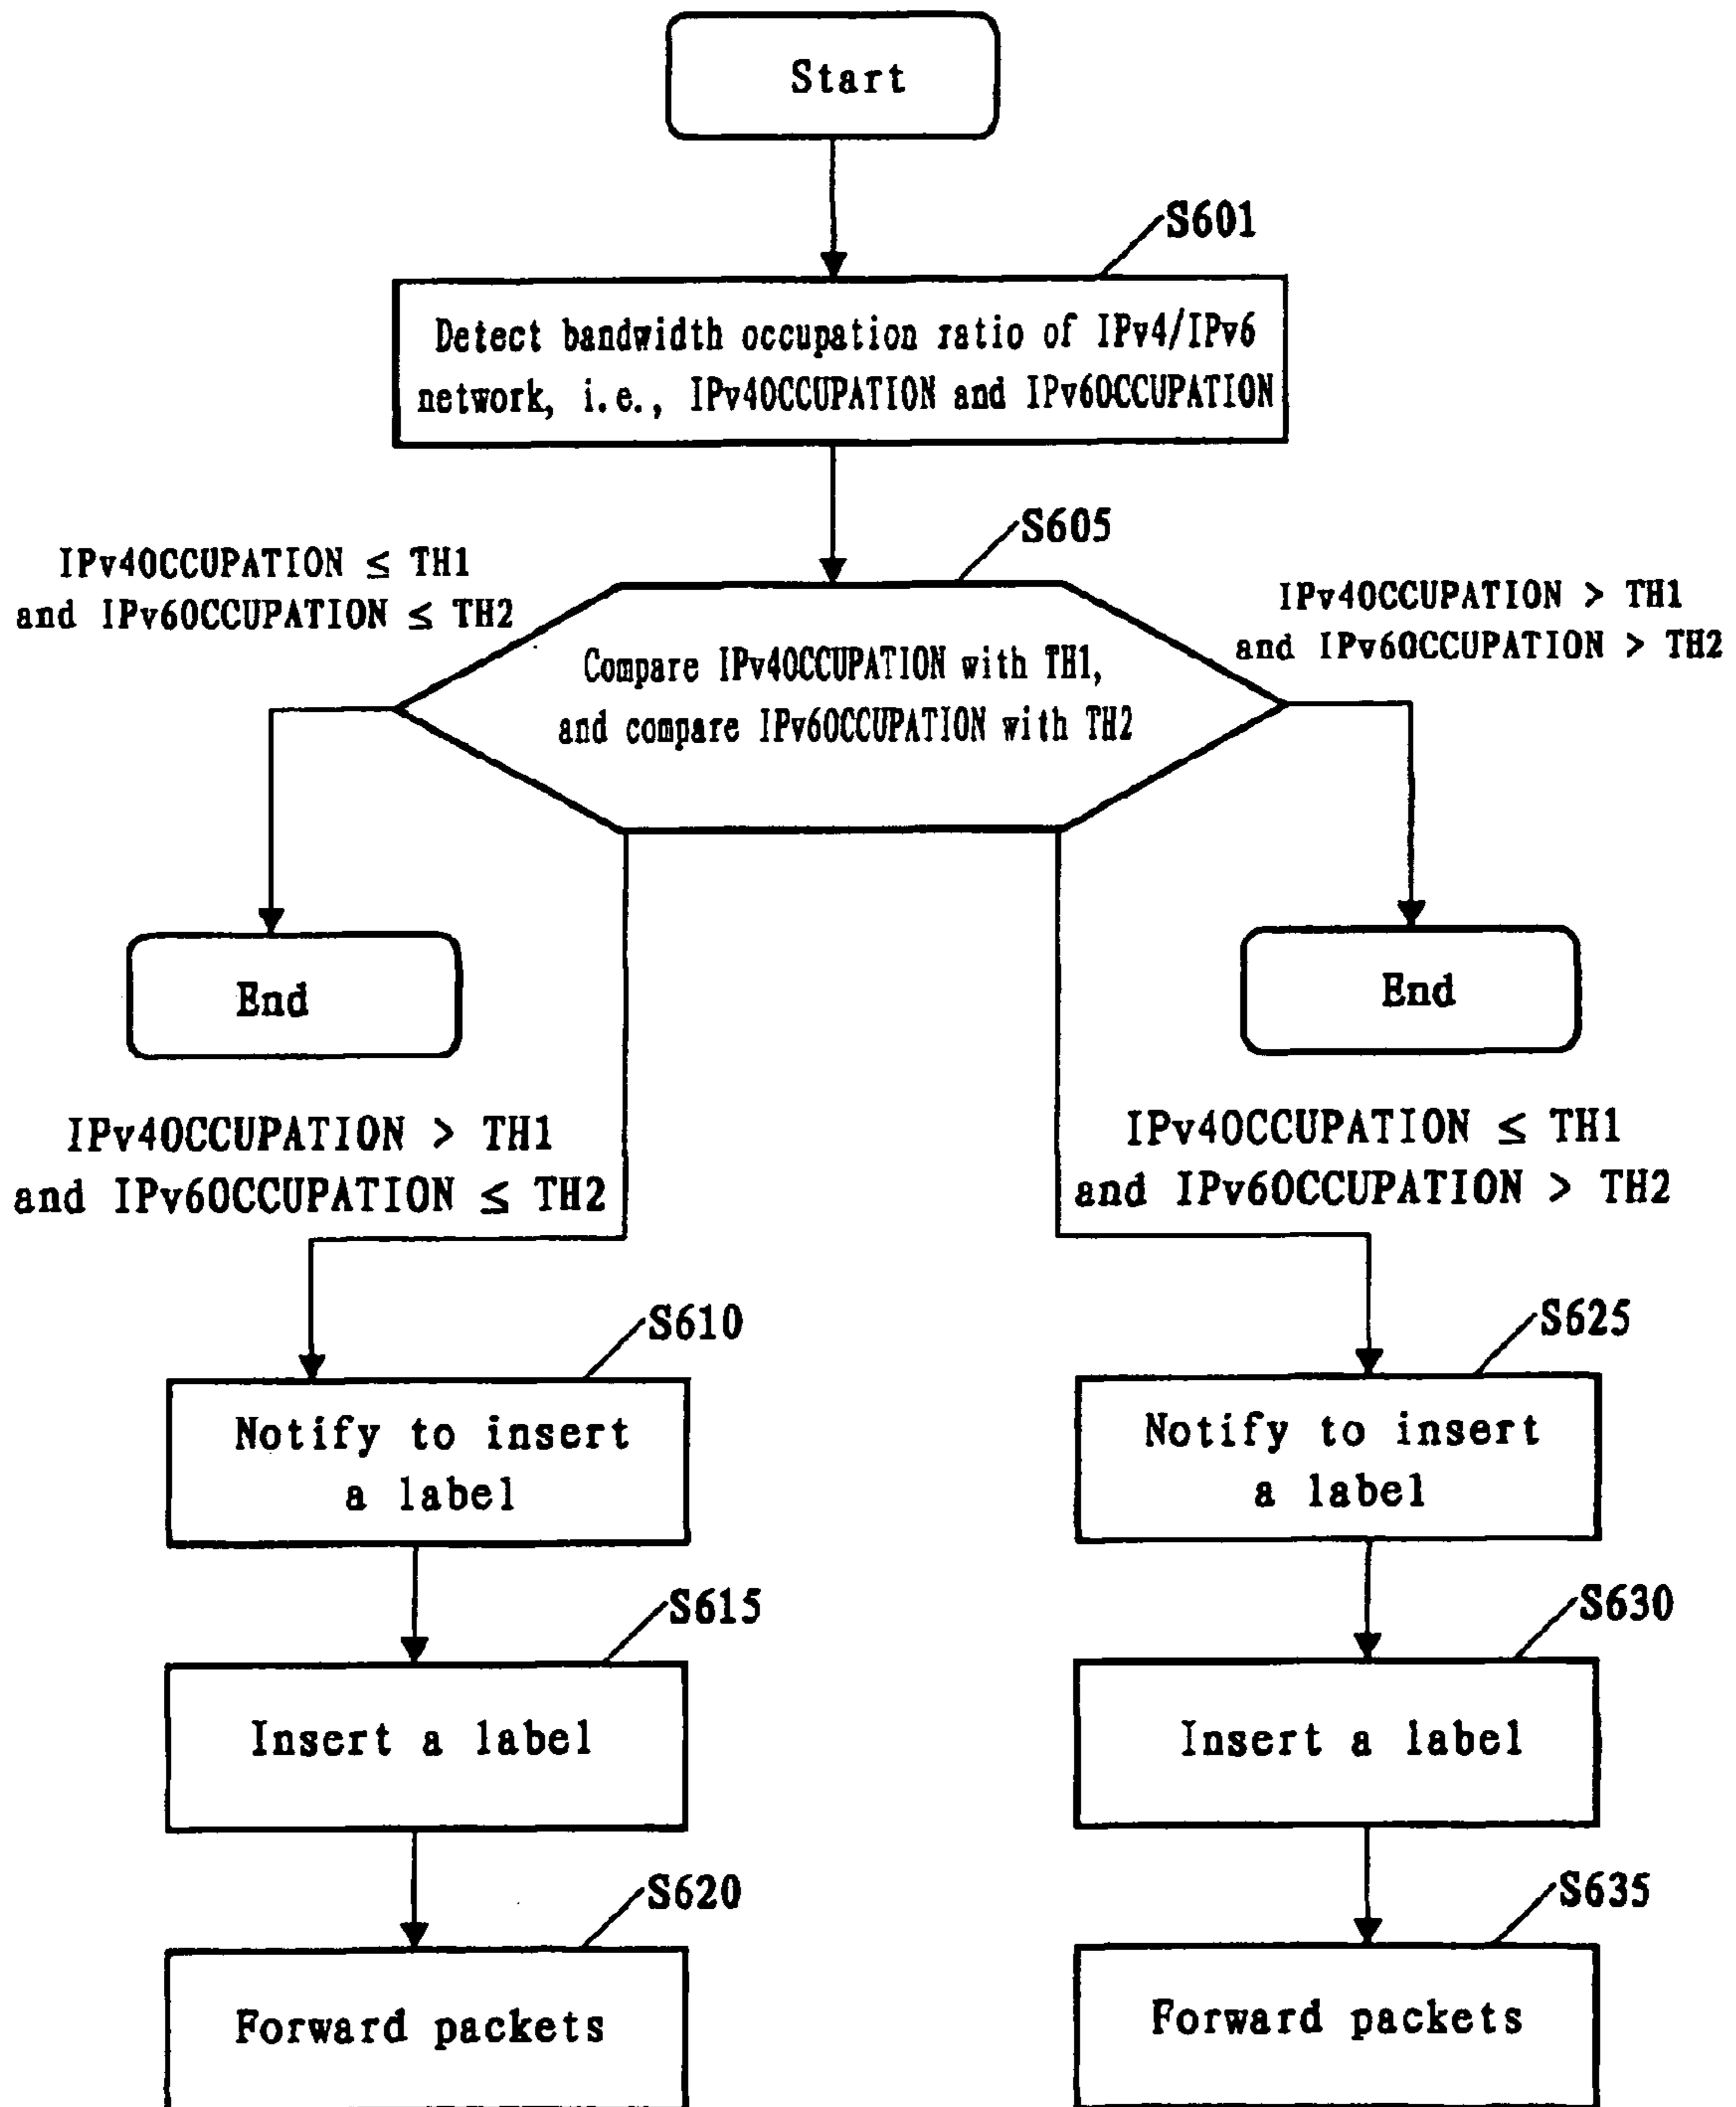 Start
S601
Detect bandwidth occupation ratio of IPv4/IPv6
network, i.e., IPv4OCCUPATION and IPv6OCCUPATION
S605
IPv4OCCUPATION ≤ TH1
and IPv6OCCUPATION ≤ TH2
IPv4OCCUPATION > TH1
and IPv6OCCUPATION > TH2
Compare IPv4OCCUPATION with TH1,
and compare IPv6OCCUPATION with TH2
End
End
IPv4OCCUPATION > TH1
and IPv6OCCUPATION ≤ TH2
IPv4OCCUPATION ≤ TH1
and IPv6OCCUPATION > TH2
S610
S625
Notify to insert
a label
Notify to insert
a label
S615
S630
Insert a label
Insert a label
S620
S635
Forward packets
Forward packets